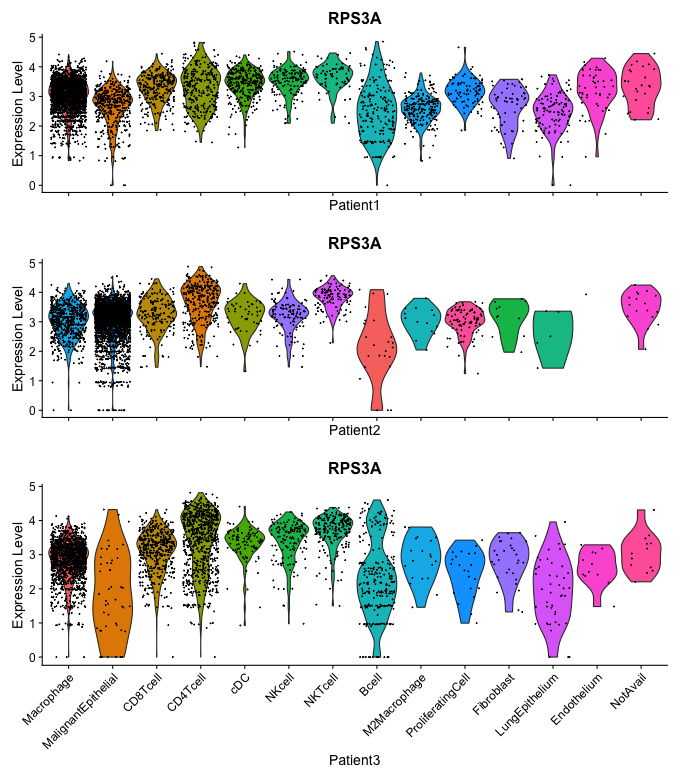 RPS3A
Expression Level
5
4
3
2
1
0
Patient1
RPS3A
Expression Level
5
4
3
2
1
0
Patient2
RPS3A
Expression Level
5
4
3
2
1
0
Macrophage
MalignantEpithelial
CD8Tcell
CD4Tcell
cDC
NKcell
NKTcell
Bcell
M2Macrophage
ProliferatingCell
Fibroblast
LungEpithelium
Endothelium
NotAvail
Patient3